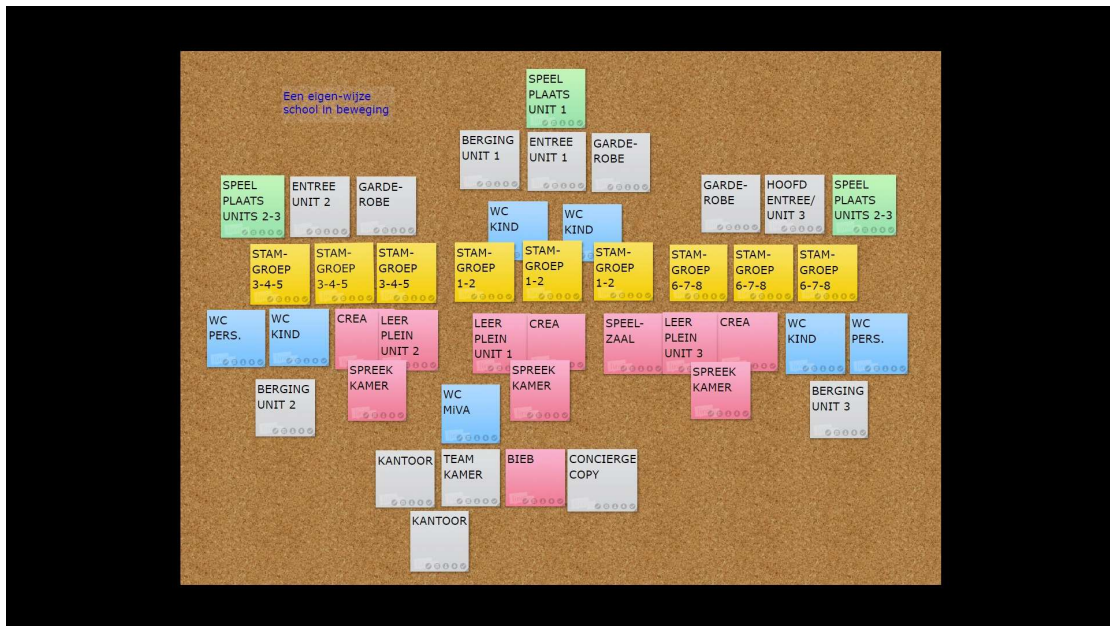 Een eigen-wijze
school in beweging
SPEEL
PLAATS
UNIT 1
BERGING
UNIT 1
ENTREE
UNIT 1
GARDE-
ROBE
SPEEL
PLAATS
UNITS 2-3
ENTREE
UNIT 2
GARDE-
ROBE
GARDE-
ROBE
HOOFD
ENTREE/
UNIT 3
SPEEL
PLAATS
UNITS 2-3
WC
KIND
WC
KIND
STAM-
GROEP
3-4-5
STAM-
GROEP
3-4-5
STAM-
GROEP
3-4-5
STAM-
GROEP
1-2
STAM-
GROEP
1-2
STAM-
GROEP
1-2
STAM-
GROEP
6-7-8
STAM-
GROEP
6-7-8
STAM-
GROEP
6-7-8
WC
PERS.
WC
KIND
CREA
LEER
PLEIN
UNIT 2
LEER
PLEIN
UNIT 1
CREA
SPEEL-
ZAAL
LEER
PLEIN
UNIT 3
CREA
WC
KIND
WC
PERS.
SPREEK
KAMER
SPREEK
KAMER
SPREEK
KAMER
BERGING
UNIT 2
WC
MiVA
BERGING
UNIT 3
KANTOOR
TEAM
KAMER
BIEB
CONCIERGE
COPY
KANTOOR